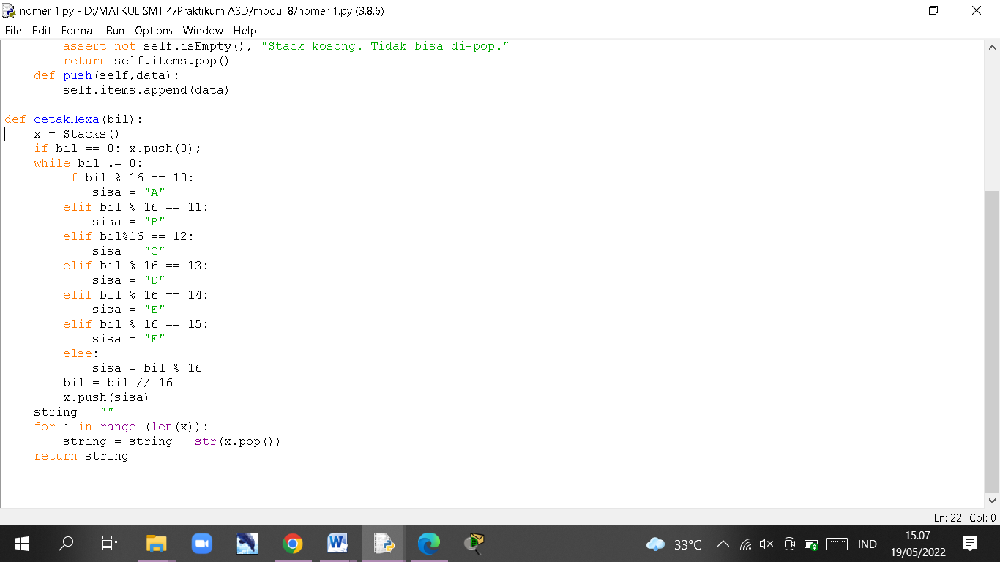 nomer 1.py - D:/MATKUL SMT 4/Praktikum ASD/modul 8/nomer 1.py (3.8.6)
File Edit Format Run Options Window Help
        assert not self.isEmpty(), "Stack kosong. Tidak bisa di-pop."
        return self.items.pop()
    def push(self,data):
        self.items.append(data)

def cetakHexa(bil):
    x = Stacks()
    if bil == 0: x.push(0);
    while bil != 0:
        if bil % 16 == 10:
            sisa = "A"
        elif bil % 16 == 11:
            sisa = "B"
        elif bil%16 == 12:
            sisa = "C"
        elif bil % 16 == 13:
            sisa = "D"
        elif bil % 16 == 14:
            sisa = "E"
        elif bil % 16 == 15:
            sisa = "F"
        else:
            sisa = bil % 16
        bil = bil // 16
        x.push(sisa)
    string = ""
    for i in range (len(x)):
        string = string + str(x.pop())
    return string
Ln: 22 Col: 0
33°C
IND
15.07
19/05/2022